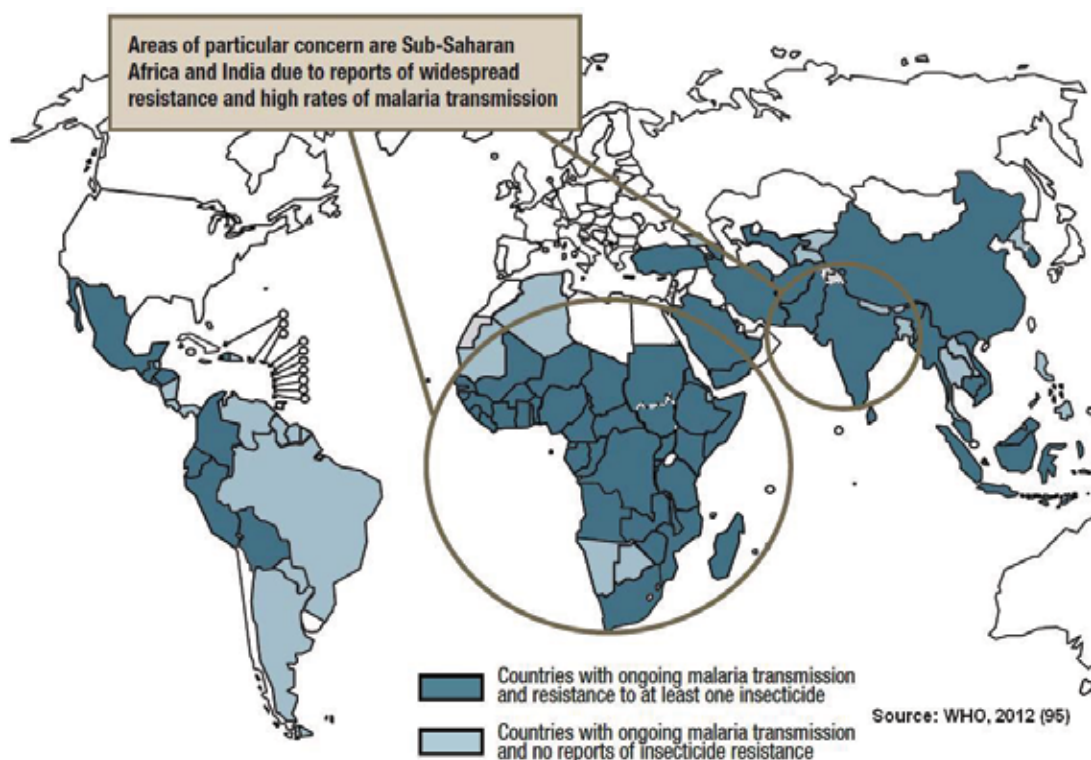 Areas of particular concern are Sub-Saharan
Africa and India due to reports of widespread
resistance and high rates of malaria transmission
Countries with ongoing malaria transmission
and resistance to at least one insecticide
Source: WHO, 2012 (95)
Countries with ongoing malaria transmission
and no reports of insecticide resistance